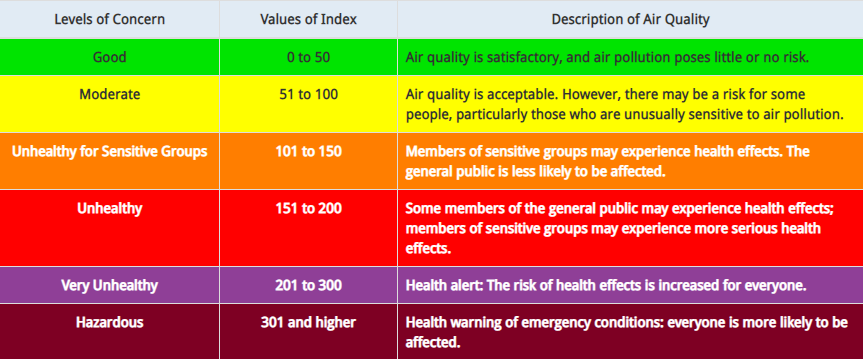 Levels of Concern
Values of Index
Description of Air Quality
Good
0 to 50
Air quality is satisfactory, and air pollution poses little or no risk.
Moderate
51 to 100
Air quality is acceptable. However, there may be a risk for some
people, particularly those who are unusually sensitive to air pollution.
Unhealthy for Sensitive Groups
101 to 150
Members of sensitive groups may experience health effects. The
general public is less likely to be affected.
Unhealthy
151 to 200
Some members of the general public may experience health effects;
members of sensitive groups may experience more serious health
effects.
Very Unhealthy
201 to 300
Health alert: The risk of health effects is increased for everyone.
Hazardous
301 and higher
Health warning of emergency conditions: everyone is more likely to be
affected.